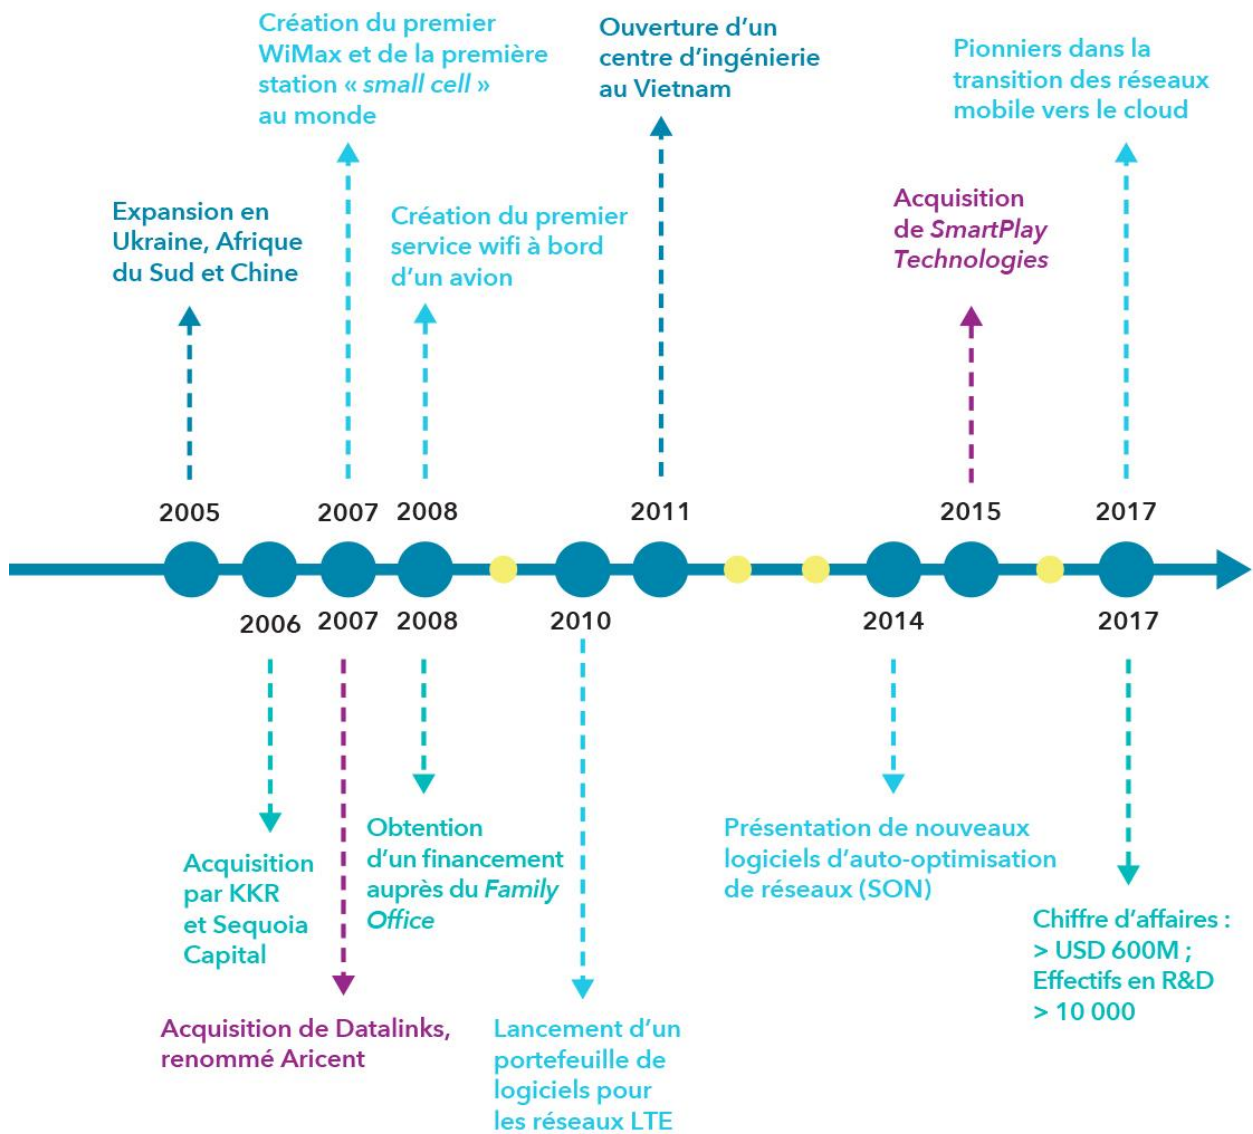 Création du premier
WiMax et de la première
station « small cell »
au monde
Ouverture d’un
centre d’ingénierie
au Vietnam
Pionniers dans la
transition des réseaux
mobile vers le cloud
Expansion en
Ukraine, Afrique
du Sud et Chine
Création du premier
service wifi à bord
d’un avion
Acquisition
de SmartPlay
Technologies
2005
2007
2008
2011
2015
2017
2006
2007
2008
2010
2014
2017
Acquisition
par KKR
et Sequoia
Capital
Obtention
d’un financement
auprès du Family
Office
Présentation de nouveaux
logiciels d’auto-optimisation
de réseaux (SON)
Chiffre d’affaires :
> USD 600M ;
Effectifs en R&D
> 10 000
Acquisition de Datalinks,
renommé Aricent
Lancement d’un
portefeuille de
logiciels pour
les réseaux LTE